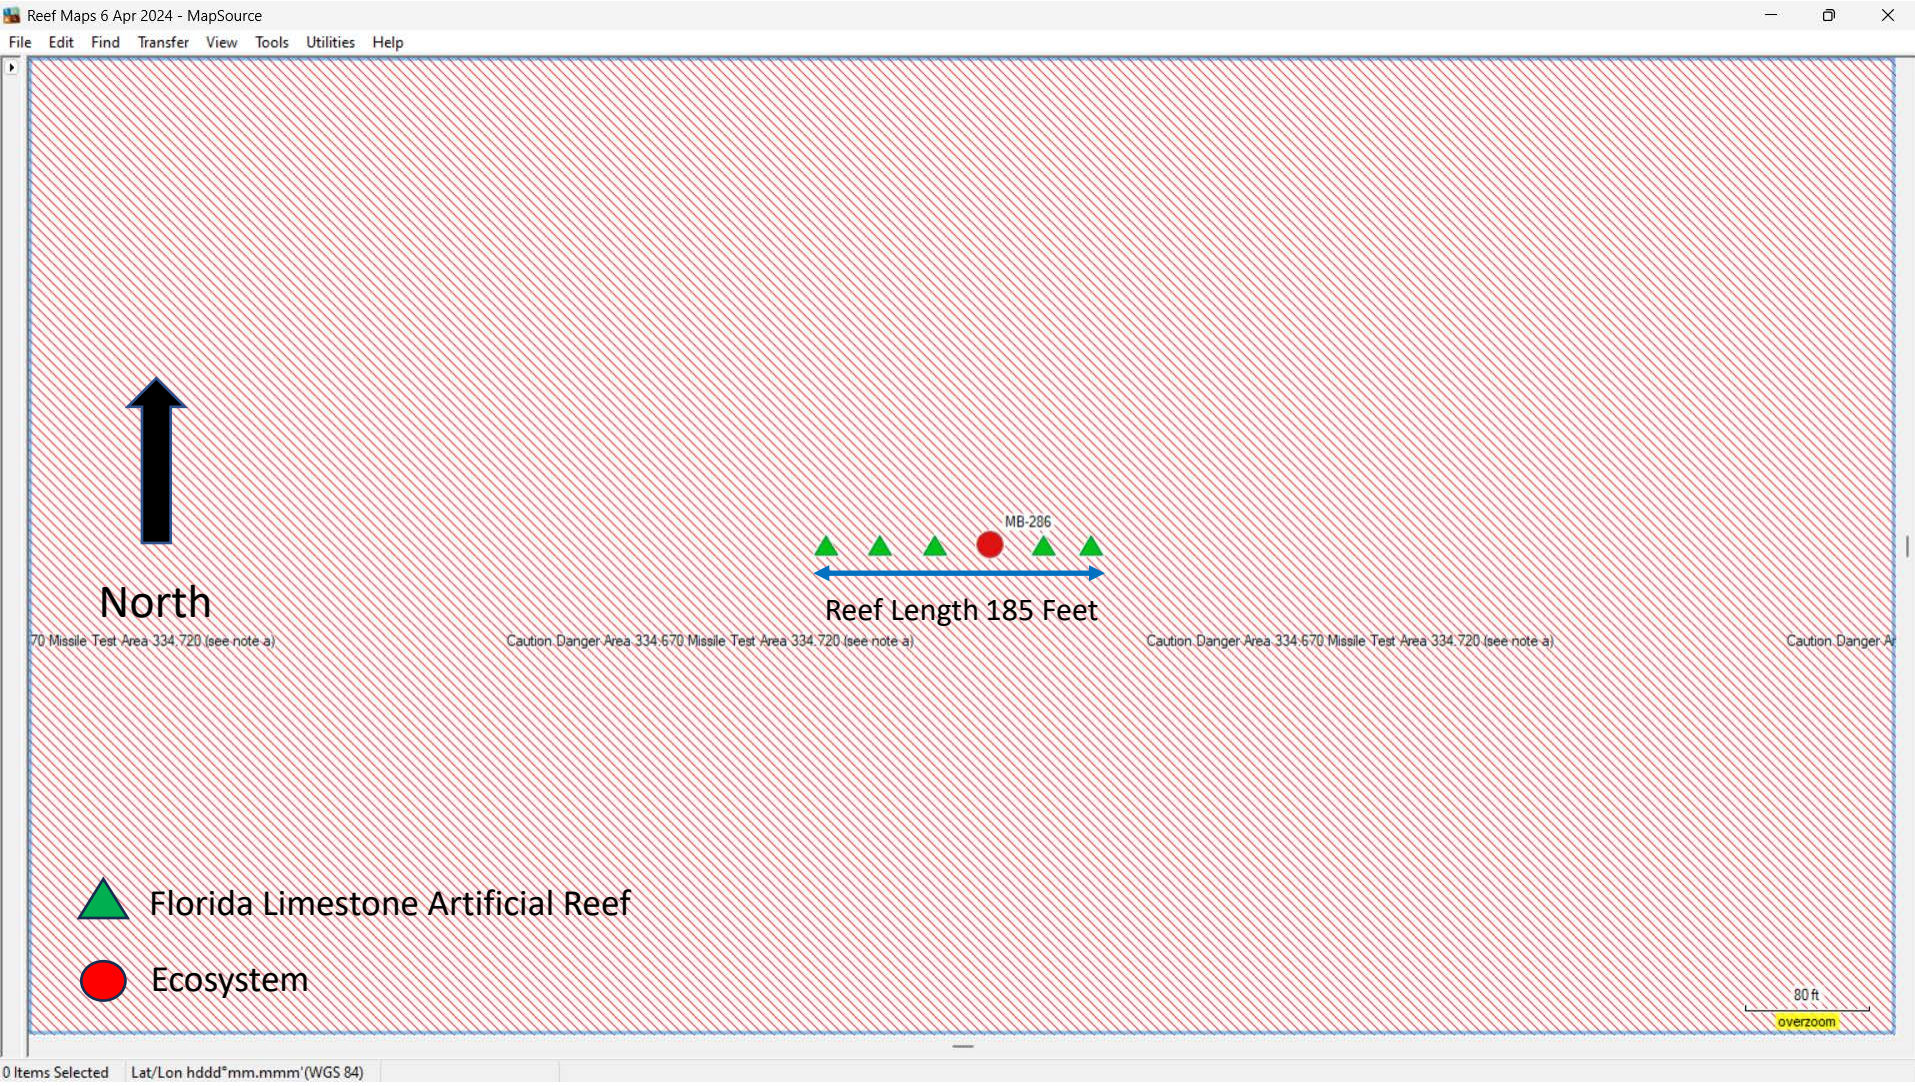 Reef Maps 6 Apr 2024 - MapSource
File Edit Find Transfer View Tools Utilities Help
MB-286
North
Reef Length 185 Feet
70 Missile Test Area 334.720 (see note a)
Caution Danger Area 334.670 Missile Test Area 334.720 (see note a)
Caution Danger Area 334.670 Missile Test Area 334.720 (see note a)
Caution Danger Ar
Florida Limestone Artificial Reef
Ecosystem
80 ft
overzoom
0 Items Selected
Lat/Lon hddd°mm.mmm'(WGS 84)